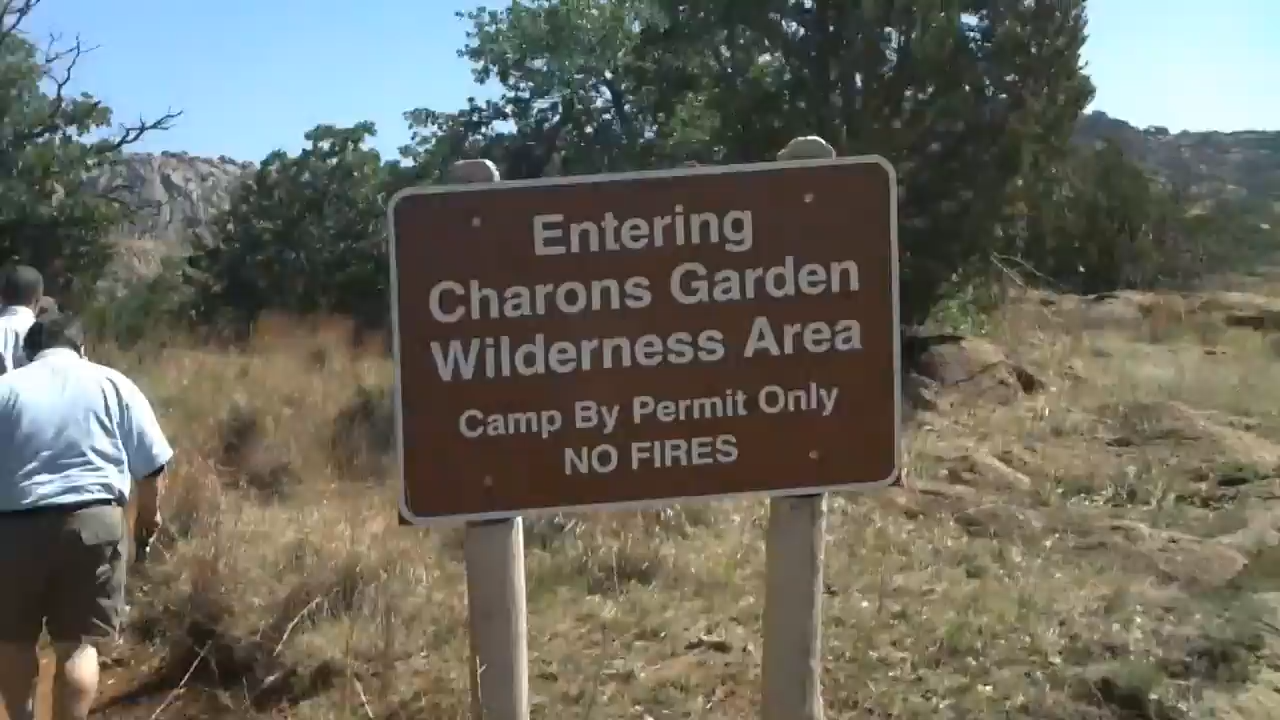 Entering
Charons Garden
Wilderness Area
Camp By Permit Only
NO FIRES